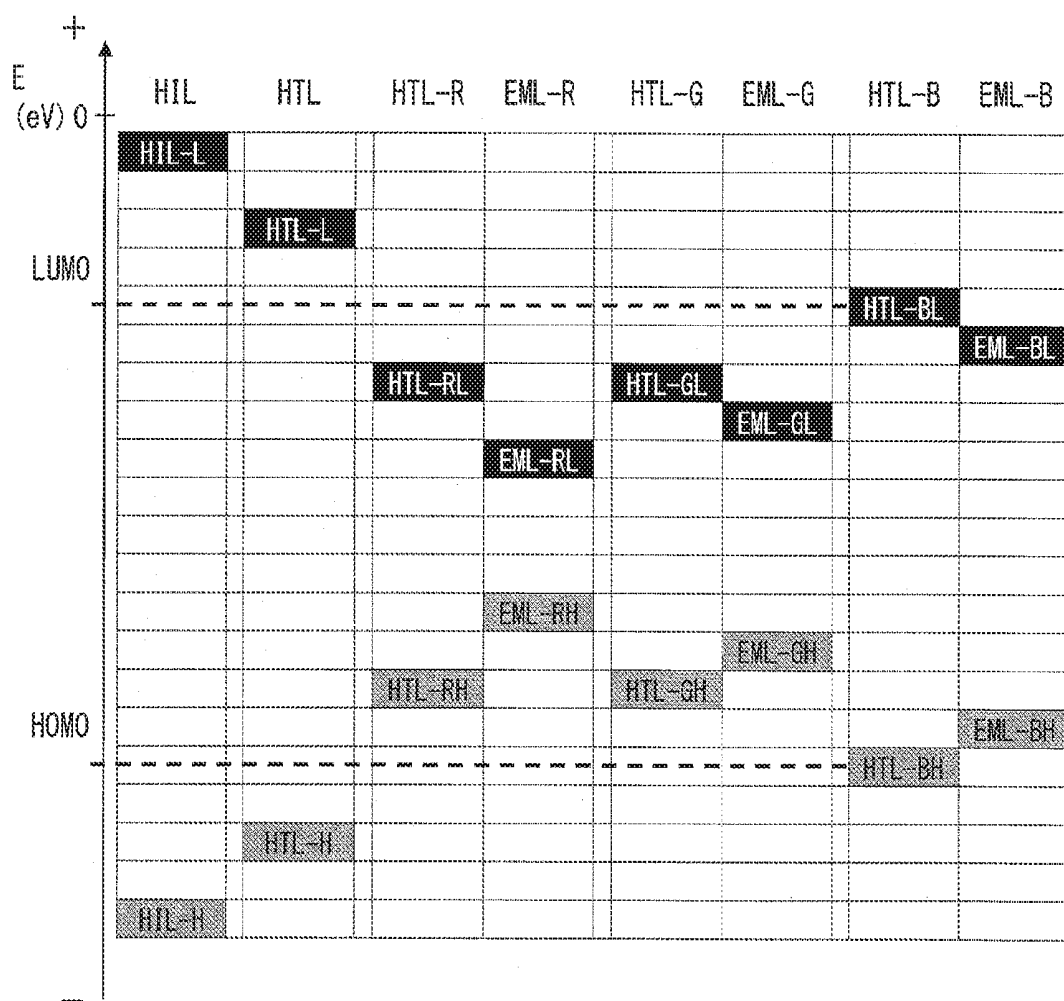 +
E
(eV) 0
HIL HTL HTL-R EML-R HTL-G EML-G HTL-B EML-B
HIL-L
HTL-L
LUMO
HTL-BL
EML-BL
HTL-RL HTL-GL
EML-GL
EML-RL
EML-RH
EML-GH
HTL-RH HTL-GH
HOMO
EML-BH
HTL-BH
HTL-H
HIL-H
−